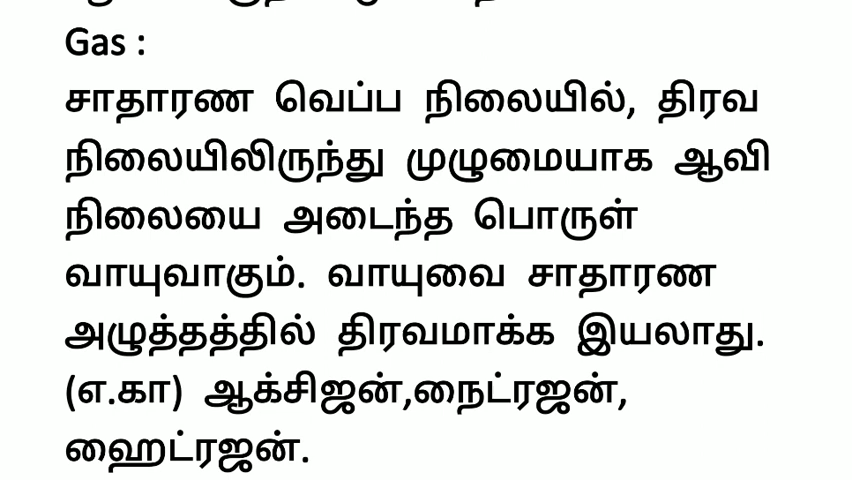 Gas :
சாதாரண வெப்ப நிலையில், திரவ
நிலையிலிருந்து முழுமையாக ஆவி
நிலையை அடைந்த பொருள்
வாயுவாகும். வாயுவை சாதாரண
அழுத்தத்தில் திரவமாக்க இயலாது.
(எ.கா) ஆக்சிஜன்,நைட்ரஜன்,
ஹைட்ரஜன்.